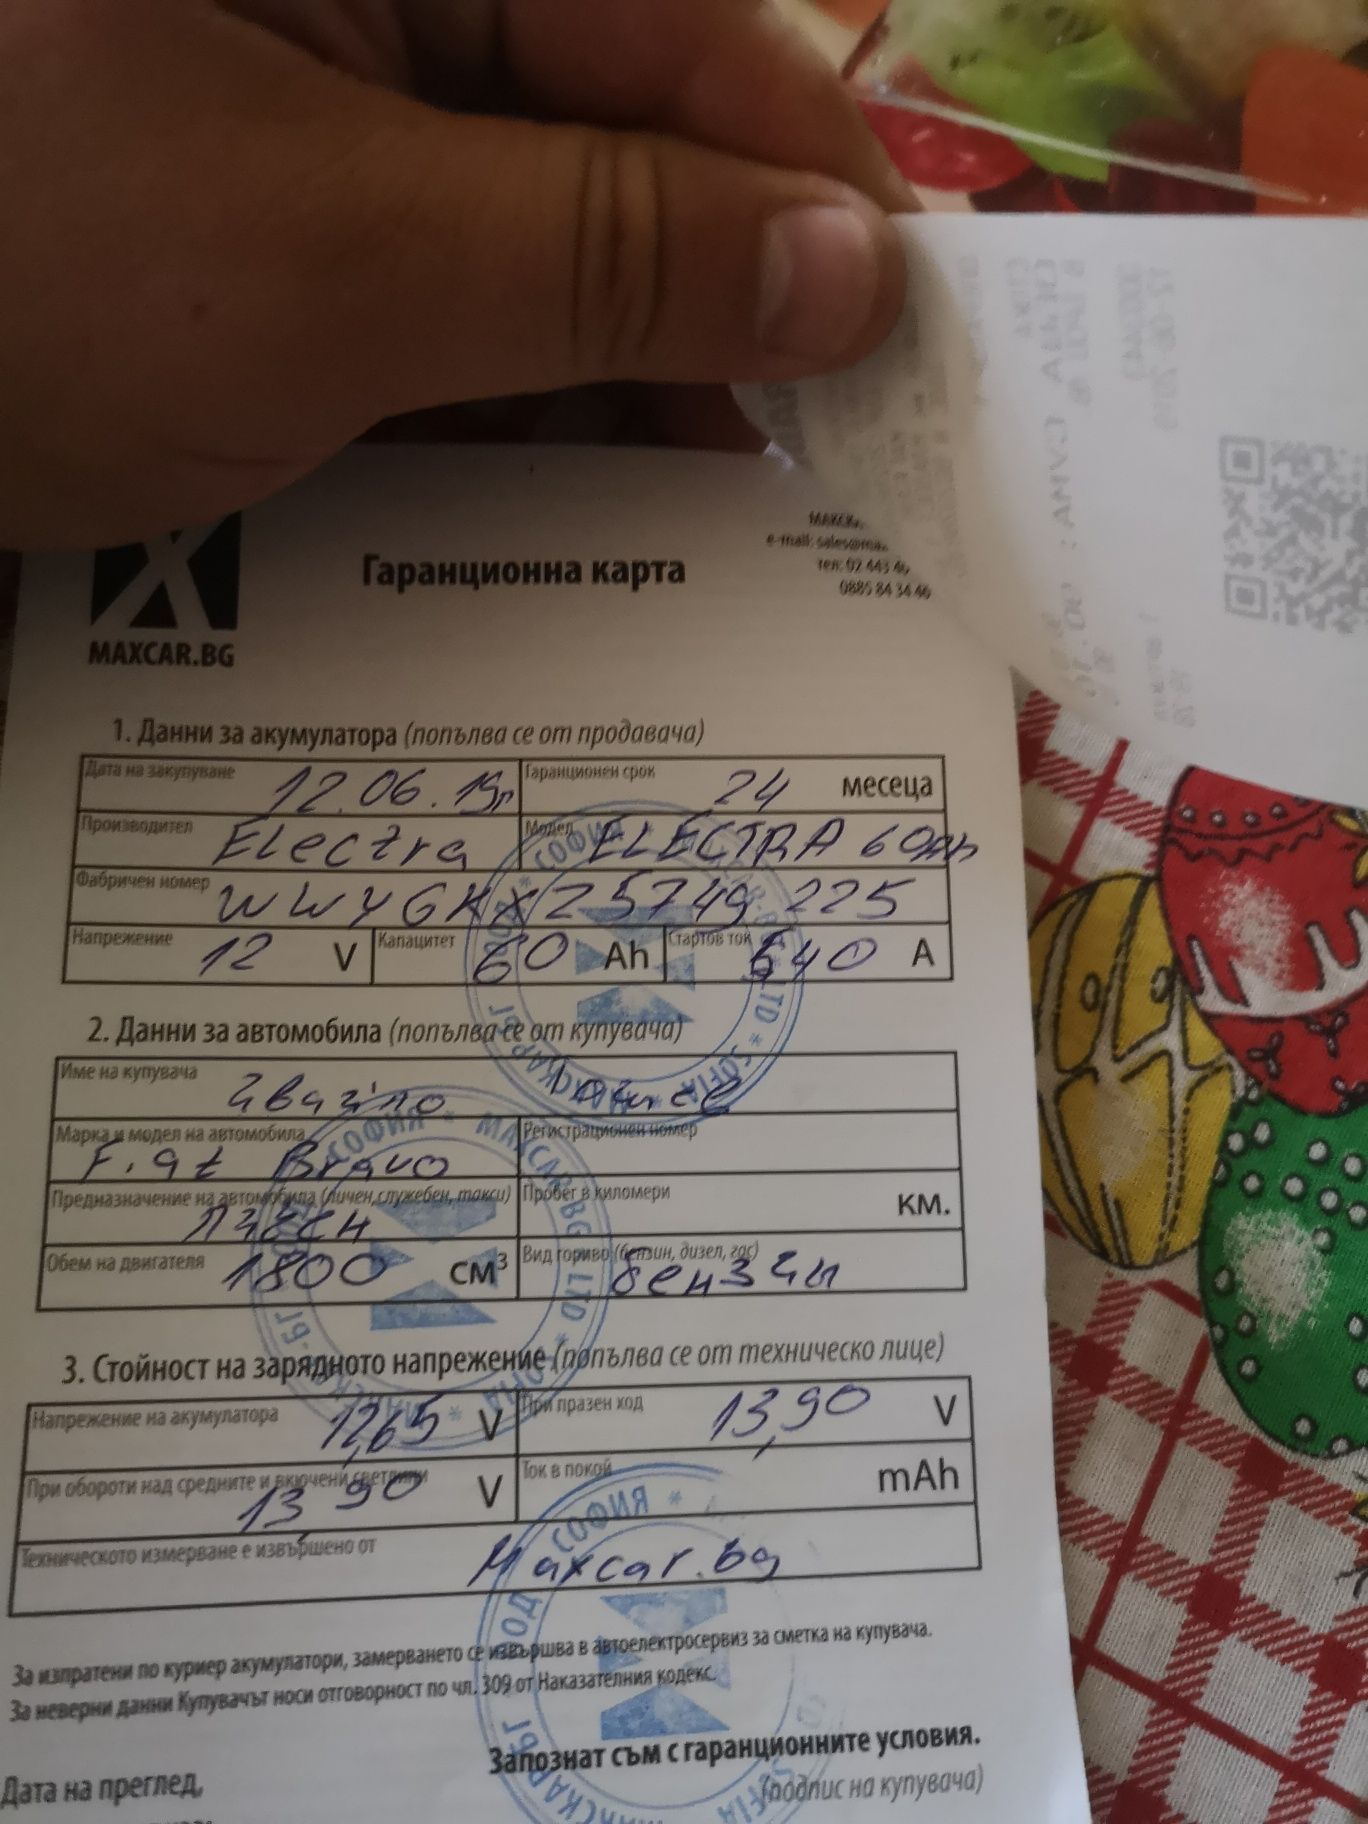 MAXCAR.BG
Гаранционна карта
e-mail: sales@ma
тел: 02 443 4
0885 84 34 46
1. Данни за акумулатора (попълва се от продавача)
Дата на закупуване 12.06.19г Гаранционен срок 24 месеца
Производител Electra Модел ELECTRA 60Ah
Фабричен номер WWYGKXZ5749225
Напрежение 12 V Капацитет 60 Ah Стартов ток 540 A
2. Данни за автомобила (попълва се от купувача)
Име на купувача
Марка и модел на автомобила Fiat Bravo Регистрационен номер
Предназначение на автомобила (личен, служебен, такси) личен Пробег в километри км.
Обем на двигателя 1800 см³ Вид гориво (бензин, дизел, газ) бензин
3. Стойност на зарядното напрежение (попълва се от техническо лице)
Напрежение на акумулатора 12,65 V При празен ход 13,90 V
При обороти над средните и включени светлини 13,90 V Ток в покой mAh
Техническото измерване е извършено от Maxcar.bg
За изпратени по куриер акумулатори, замерването се извършва в автоелектросервиз за сметка на купувача.
За неверни данни Купувачът носи отговорност по чл. 309 от Наказателния кодекс.
Запознат съм с гаранционните условия.
Дата на преглед, (подпис на купувача)